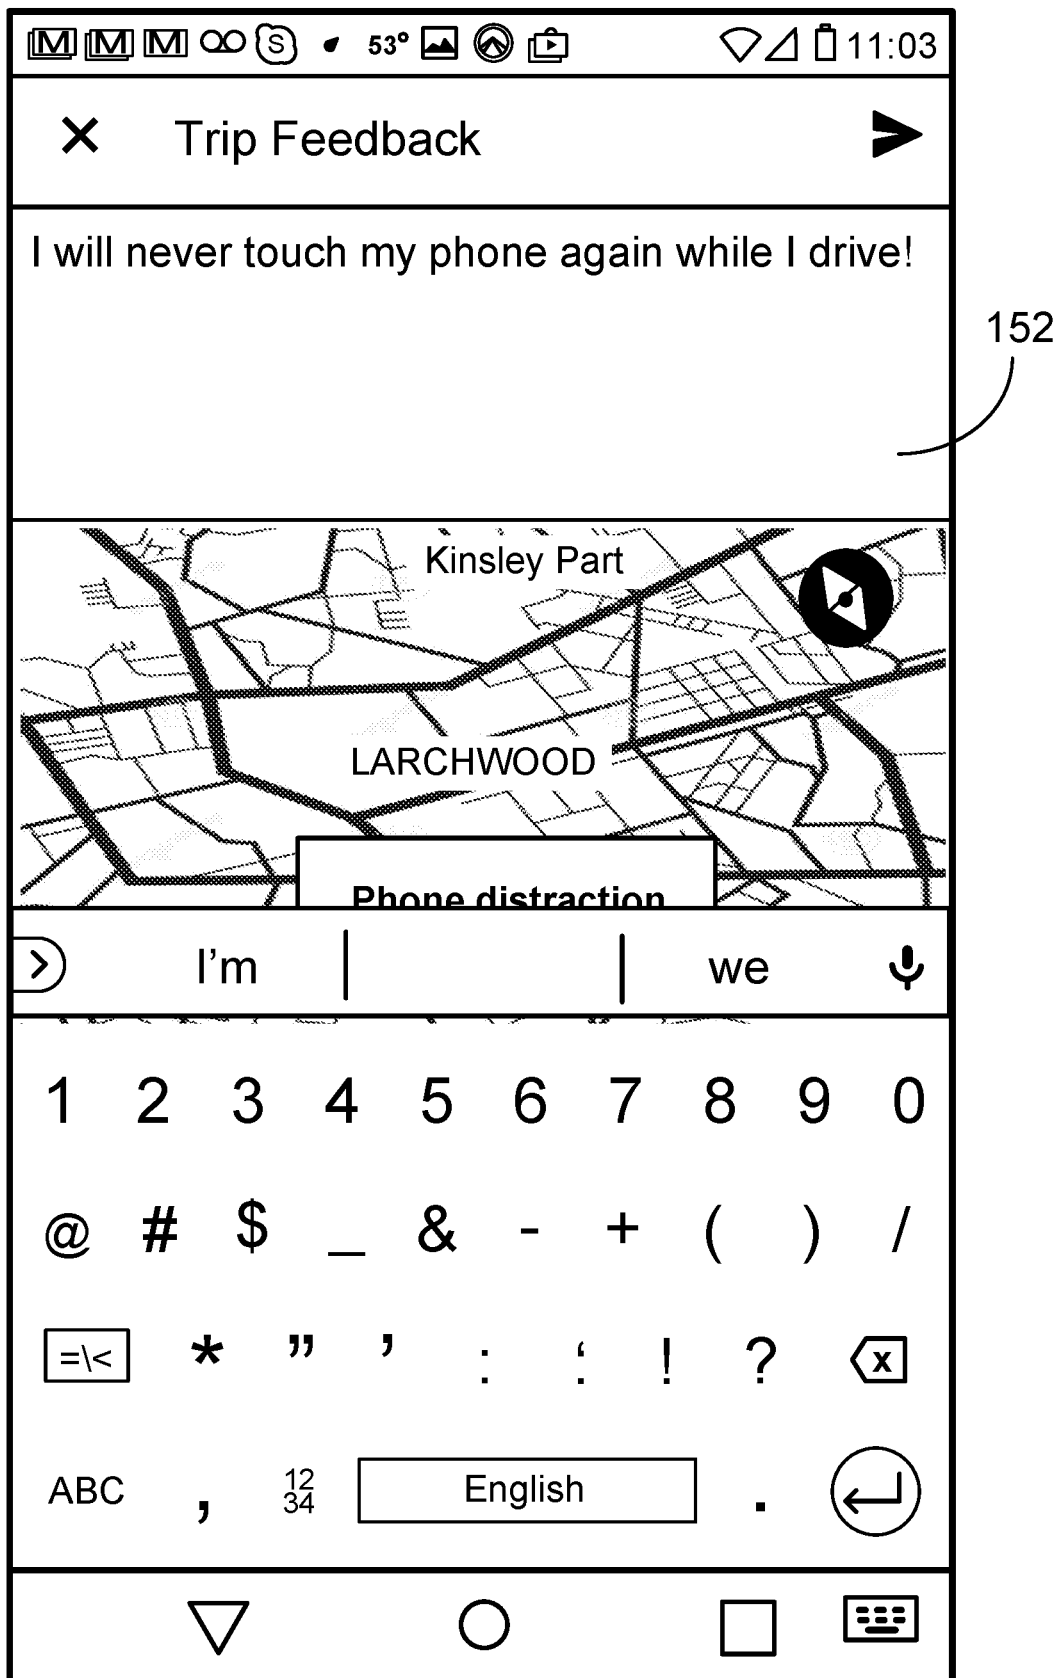 M M M S 53° 11:03
Trip Feedback
I will never touch my phone again while I drive!
152
Kinsley Part
LARCHWOOD
Phone distraction
I’m we
1 2 3 4 5 6 7 8 9 0
@ # $ _ & - + ( ) /
=\< * ” ’ : ‘ ! ? x
ABC , 12 34 English .